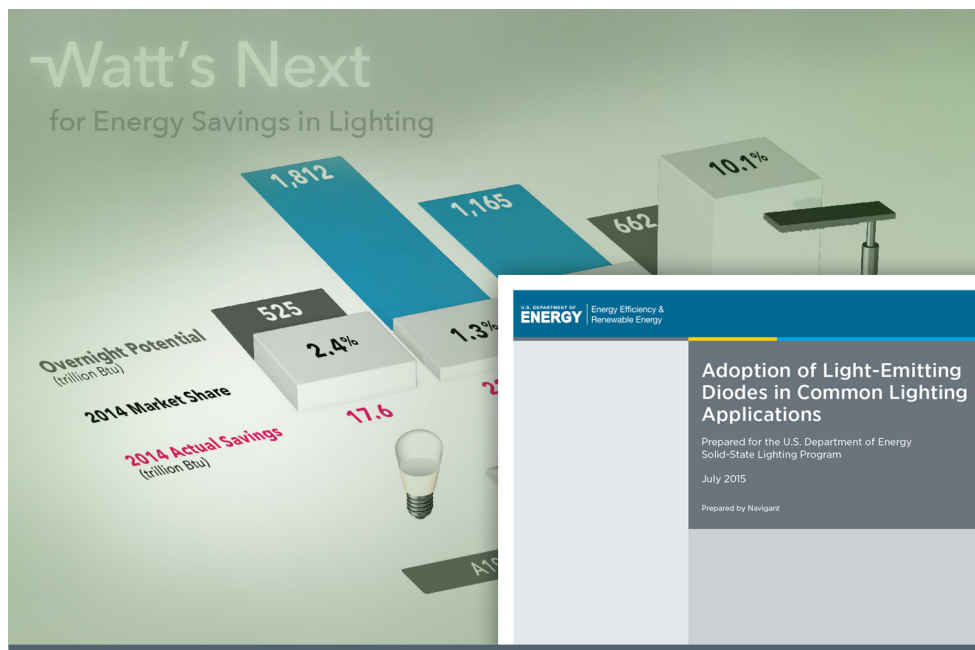 Watt's Next
for Energy Savings in Lighting
1,812
1,165
662
10.1%
525
2.4%
1.3%
Overnight Potential
(trillion Btu)
2014 Market Share
2014 Actual Savings
(trillion Btu)
17.6
U.S. DEPARTMENT OF
ENERGY
Energy Efficiency &
Renewable Energy
Adoption of Light-Emitting
Diodes in Common Lighting
Applications
Prepared for the U.S. Department of Energy
Solid-State Lighting Program
July 2015
Prepared by Navigant